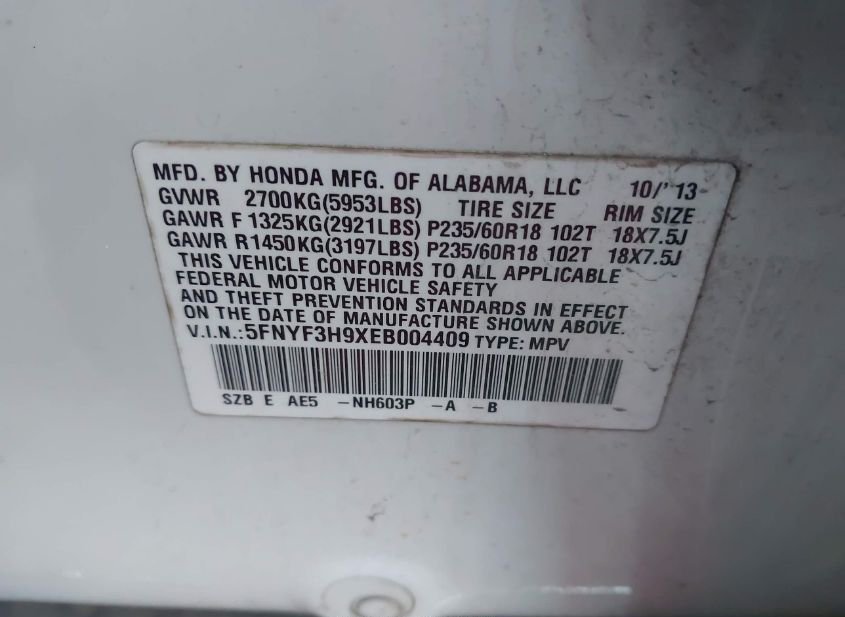 MFD. BY HONDA MFG. OF ALABAMA, LLC 10/'13
GVWR 2700KG(5953LBS) TIRE SIZE RIM SIZE
GAWR F 1325KG(2921LBS) P235/60R18 102T 18X7.5J
GAWR R1450KG(3197LBS) P235/60R18 102T 18X7.5J
THIS VEHICLE CONFORMS TO ALL APPLICABLE
FEDERAL MOTOR VEHICLE SAFETY
AND THEFT PREVENTION STANDARDS IN EFFECT
ON THE DATE OF MANUFACTURE SHOWN ABOVE.
V.I.N.:5FNYF3H9XEB004409 TYPE: MPV
SZB E AE5 -NH603P -A -B